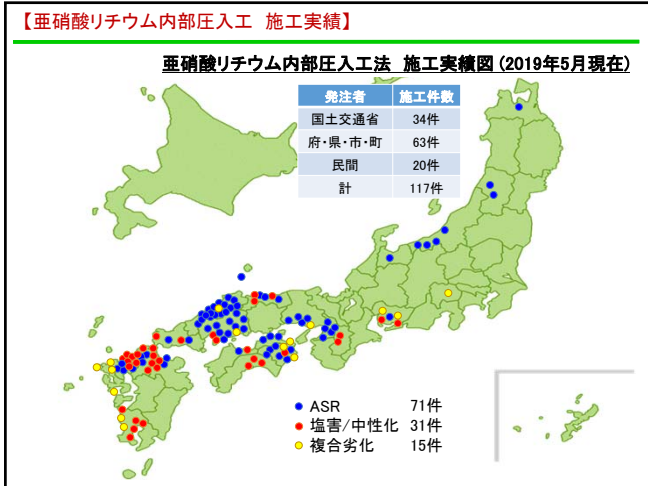 【亜硝酸リチウム内部圧入工 施工実績】
亜硝酸リチウム内部圧入工法 施工実績図(2019年5月現在)
発注者 施工件数
国土交通省 34件
府・県・市・町 63件
民間 20件
計 117件
ASR 71件
塩害/中性化 31件
複合劣化 15件